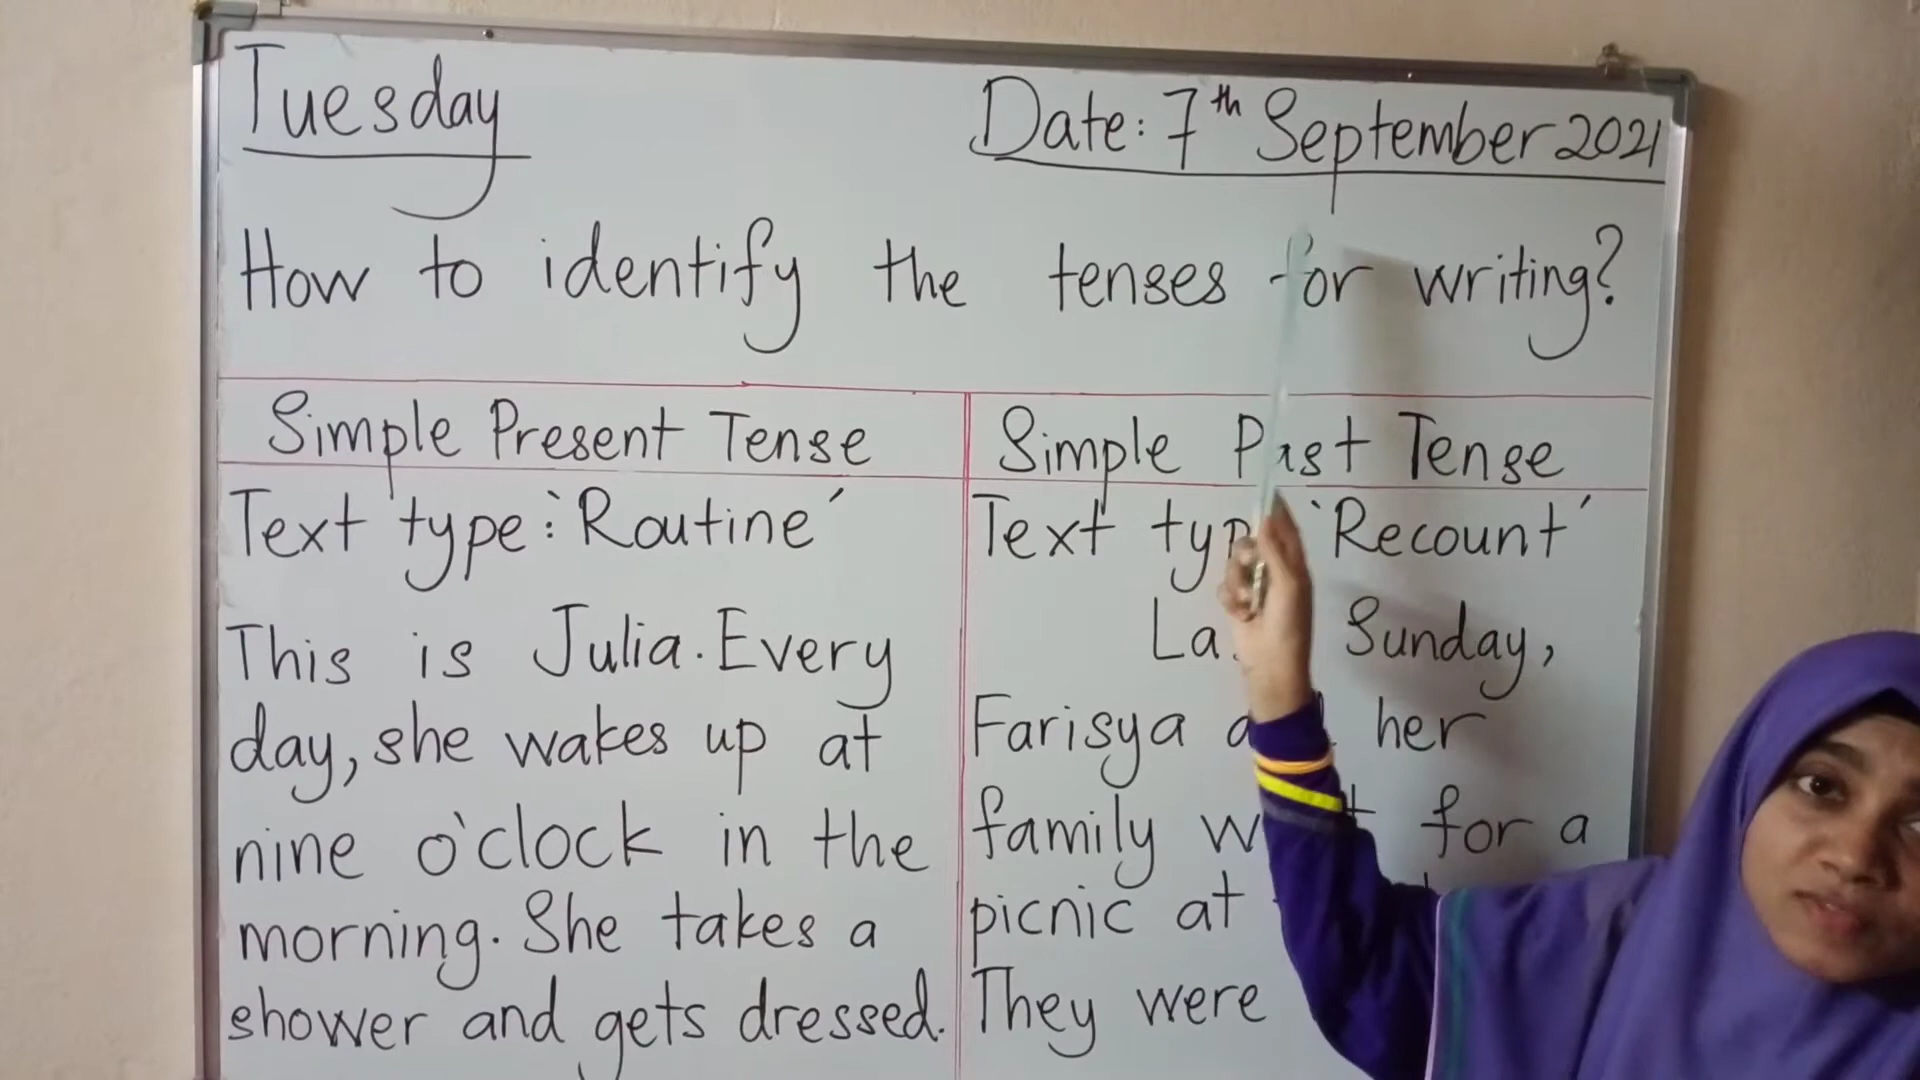 Tuesday
Date: 7th September 2021
How to identify the tenses for writing?
Simple Present Tense
Text type: `Routine´
This is Julia. Every
day, she wakes up at
nine o'clock in the
morning. She takes a
shower and gets dressed.
Simple Past Tense
Text `Recount´
Sunday,
Farisya her
family for a
picnic at
They were